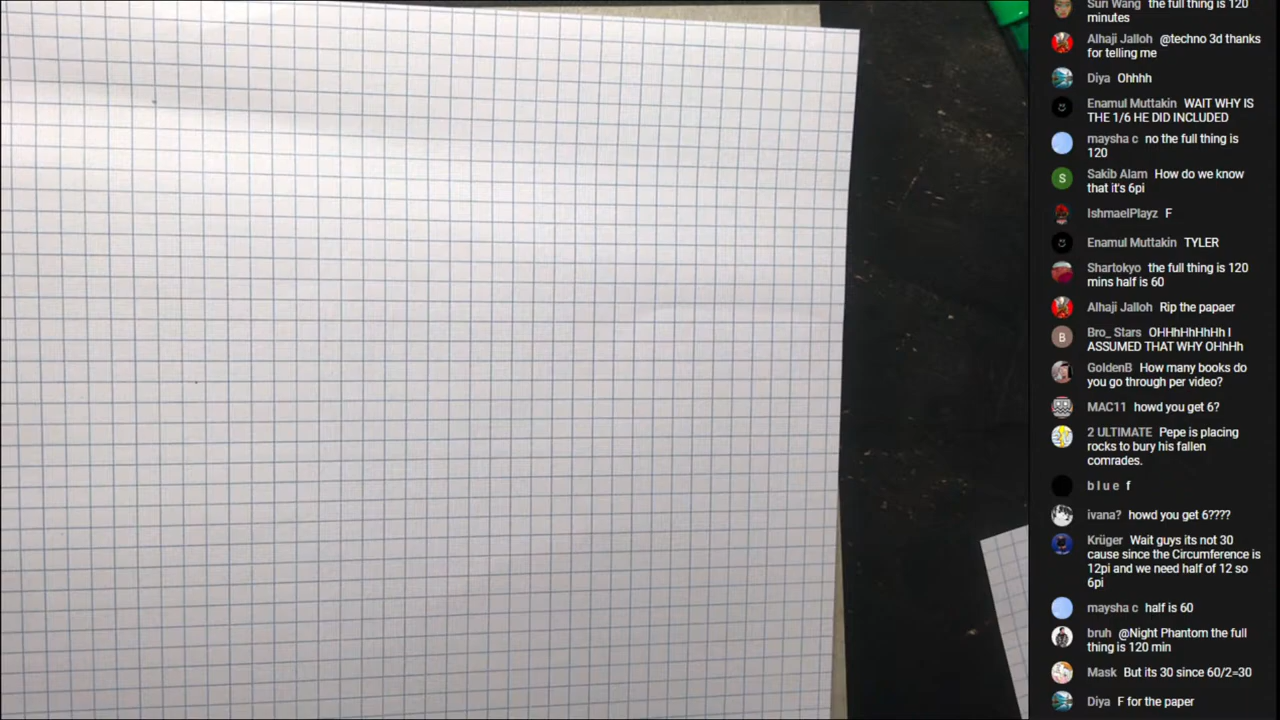 Sun Wang the full thing is 120
minutes
Alhaji Jalloh @techno 3d thanks
for telling me
Diya Ohhhh
Enamul Muttakin WAIT WHY IS
THE 1/6 HE DID INCLUDED
maysha c no the full thing is
120
S
Sakib Alam How do we know
that it's 6pi
IshmaelPlayz F
Enamul Muttakin TYLER
Shartokyo the full thing is 120
mins half is 60
Alhaji Jalloh Rip the papaer
B
Bro_ Stars OHHhHhHhHh I
ASSUMED THAT WHY OHhHh
GoldenB How many books do
you go through per video?
MAC11 howd you get 6?
2 ULTIMATE Pepe is placing
rocks to bury his fallen
comrades.
b l u e f
ivana? howd you get 6????
Krüger Wait guys its not 30
cause since the Circumference is
12pi and we need half of 12 so
6pi
maysha c half is 60
bruh @Night Phantom the full
thing is 120 min
Mask But its 30 since 60/2=30
Diya F for the paper